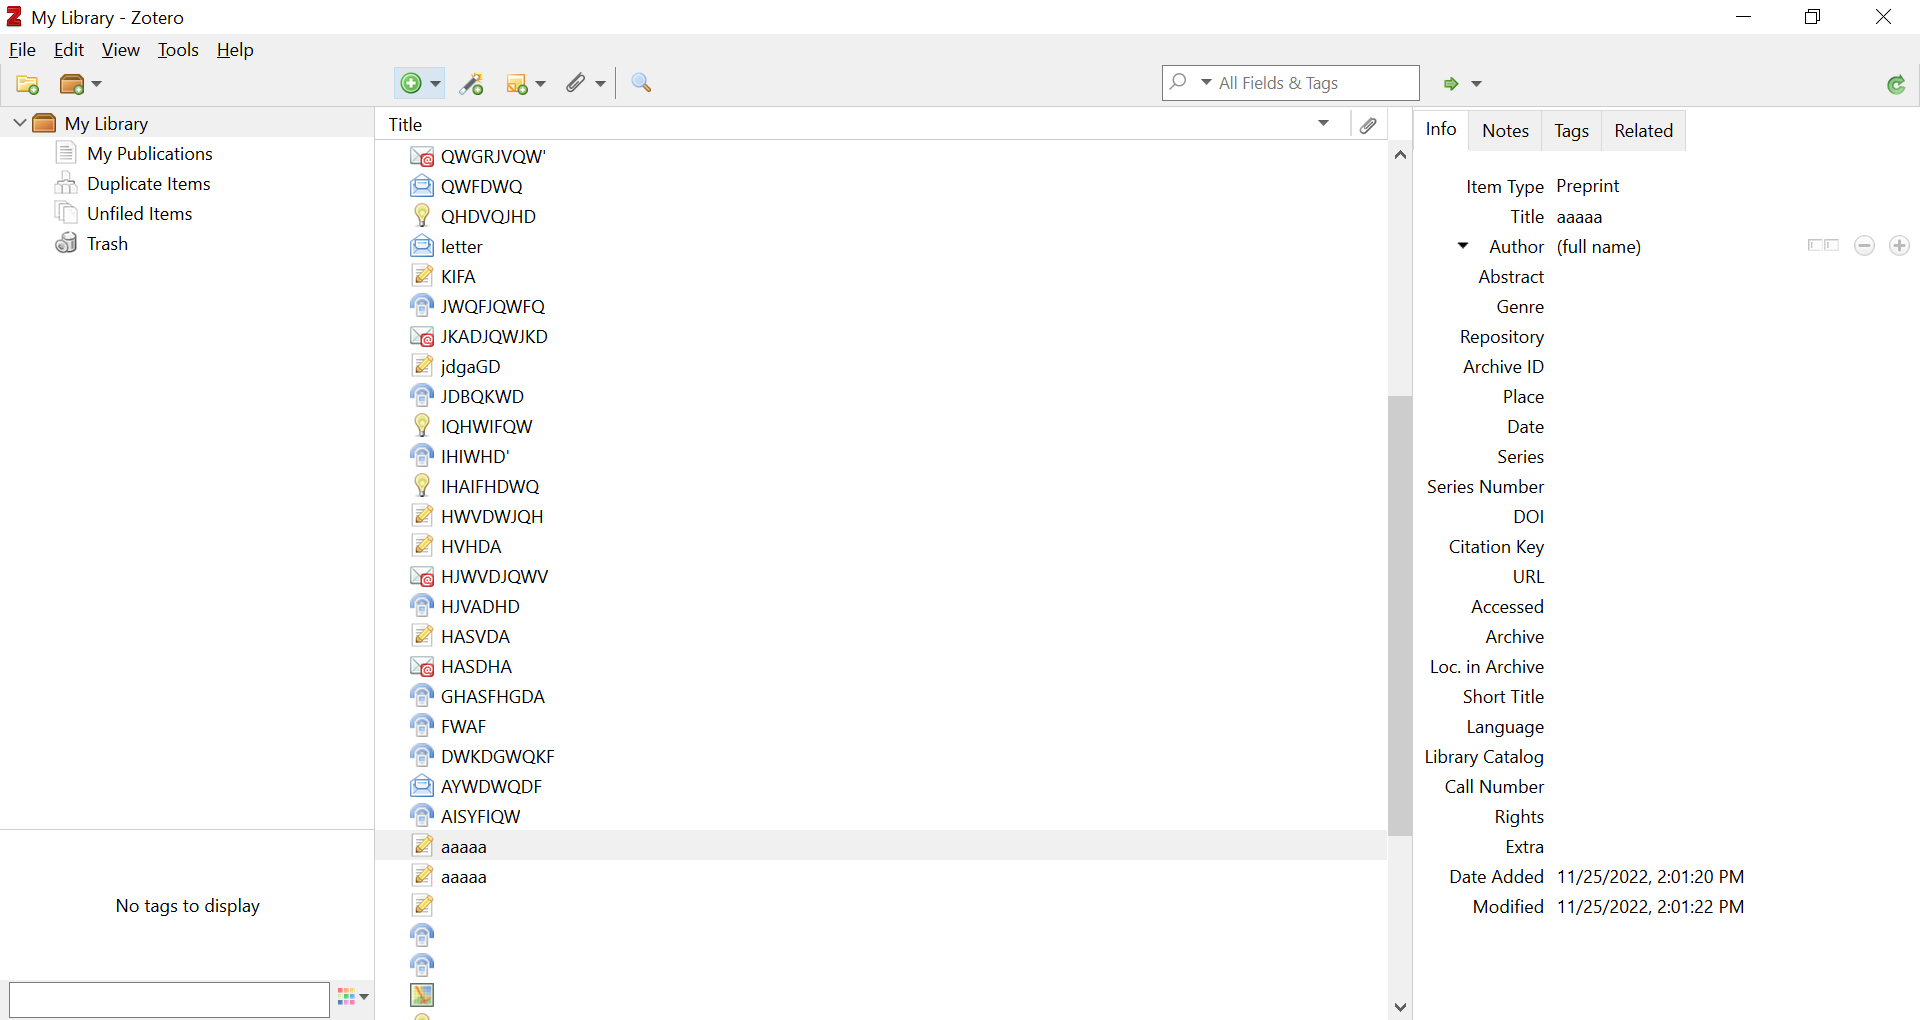 My Library - Zotero
File Edit View Tools Help
All Fields & Tags
My Library
My Publications
Duplicate Items
Unfiled Items
Trash
No tags to display
Title
QWGRJVQW'
QWFDWQ
QHDVQJHD
letter
KIFA
JWQFJQWFQ
JKADJQWJKD
jdgaGD
JDBQKWD
IQHWIFQW
IHIWHD'
IHAIFHDWQ
HWVDWJQH
HVHDA
HJWVDJQWV
HJVADHD
HASVDA
HASDHA
GHASFHGDA
FWAF
DWKDGWQKF
AYWDWQDF
AISYFIQW
aaaaa
aaaaa
Info Notes Tags Related
Item Type Preprint
Title aaaaa
Author (full name)
Abstract
Genre
Repository
Archive ID
Place
Date
Series
Series Number
DOI
Citation Key
URL
Accessed
Archive
Loc. in Archive
Short Title
Language
Library Catalog
Call Number
Rights
Extra
Date Added 11/25/2022, 2:01:20 PM
Modified 11/25/2022, 2:01:22 PM